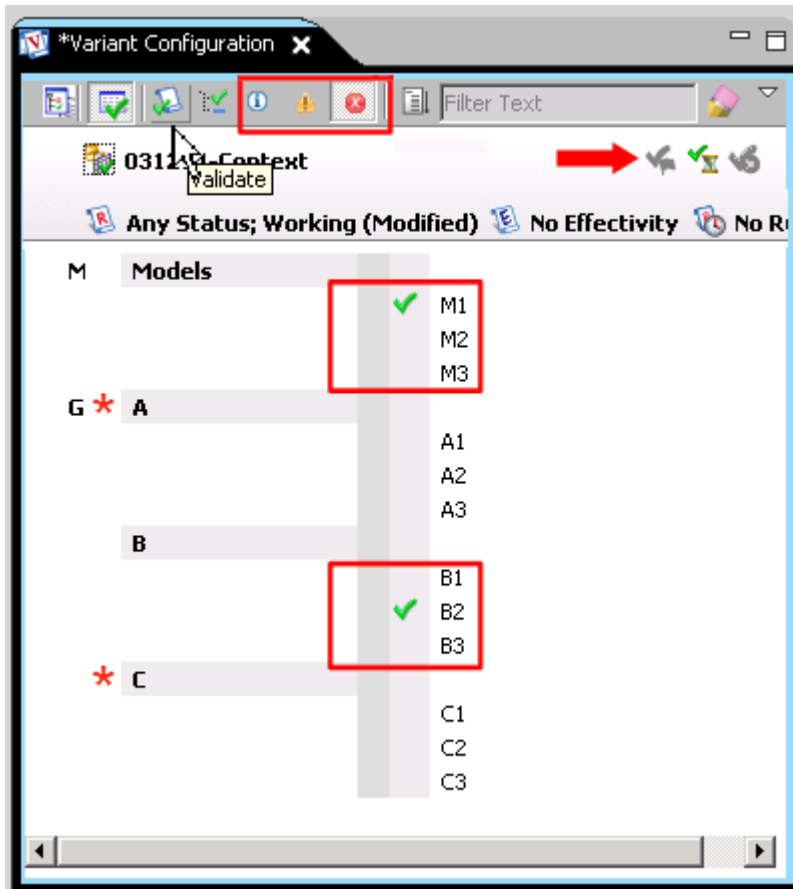 *Variant Configuration
Filter Text
Validate
Any Status; Working (Modified) No Effectivity No R
M Models
M1
M2
M3
G * A
A1
A2
A3
B
B1
B2
B3
* C
C1
C2
C3